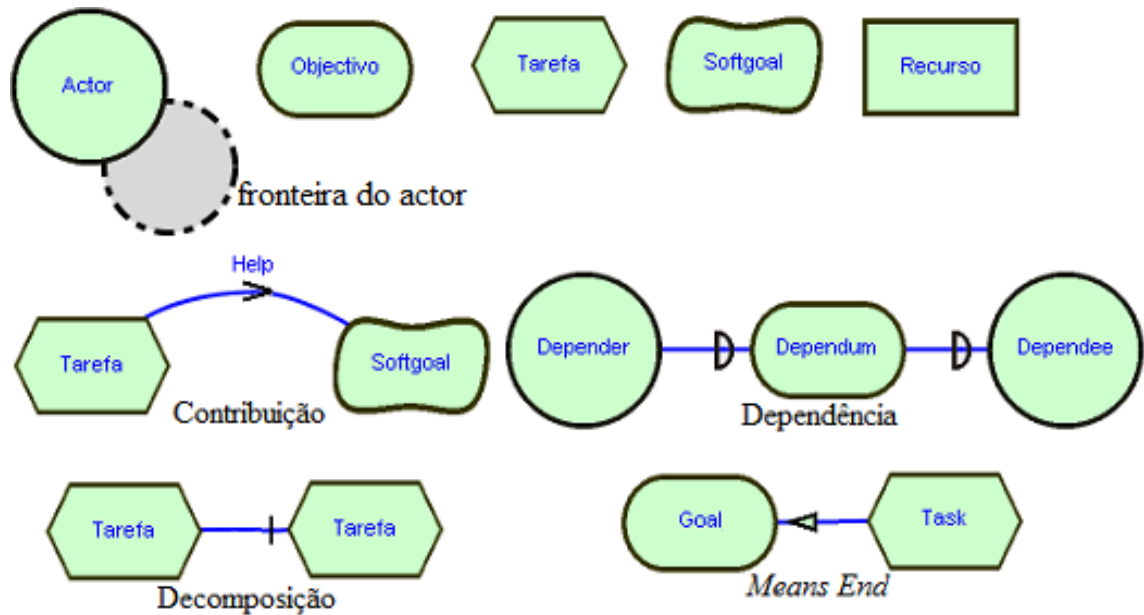 Actor
Objectivo
Tarefa
Softgoal
Recurso
fronteira do actor
Help
Tarefa
Softgoal
Contribuição
Depender
Dependum
Dependee
Dependência
Tarefa
Tarefa
Decomposição
Goal
Task
Means End